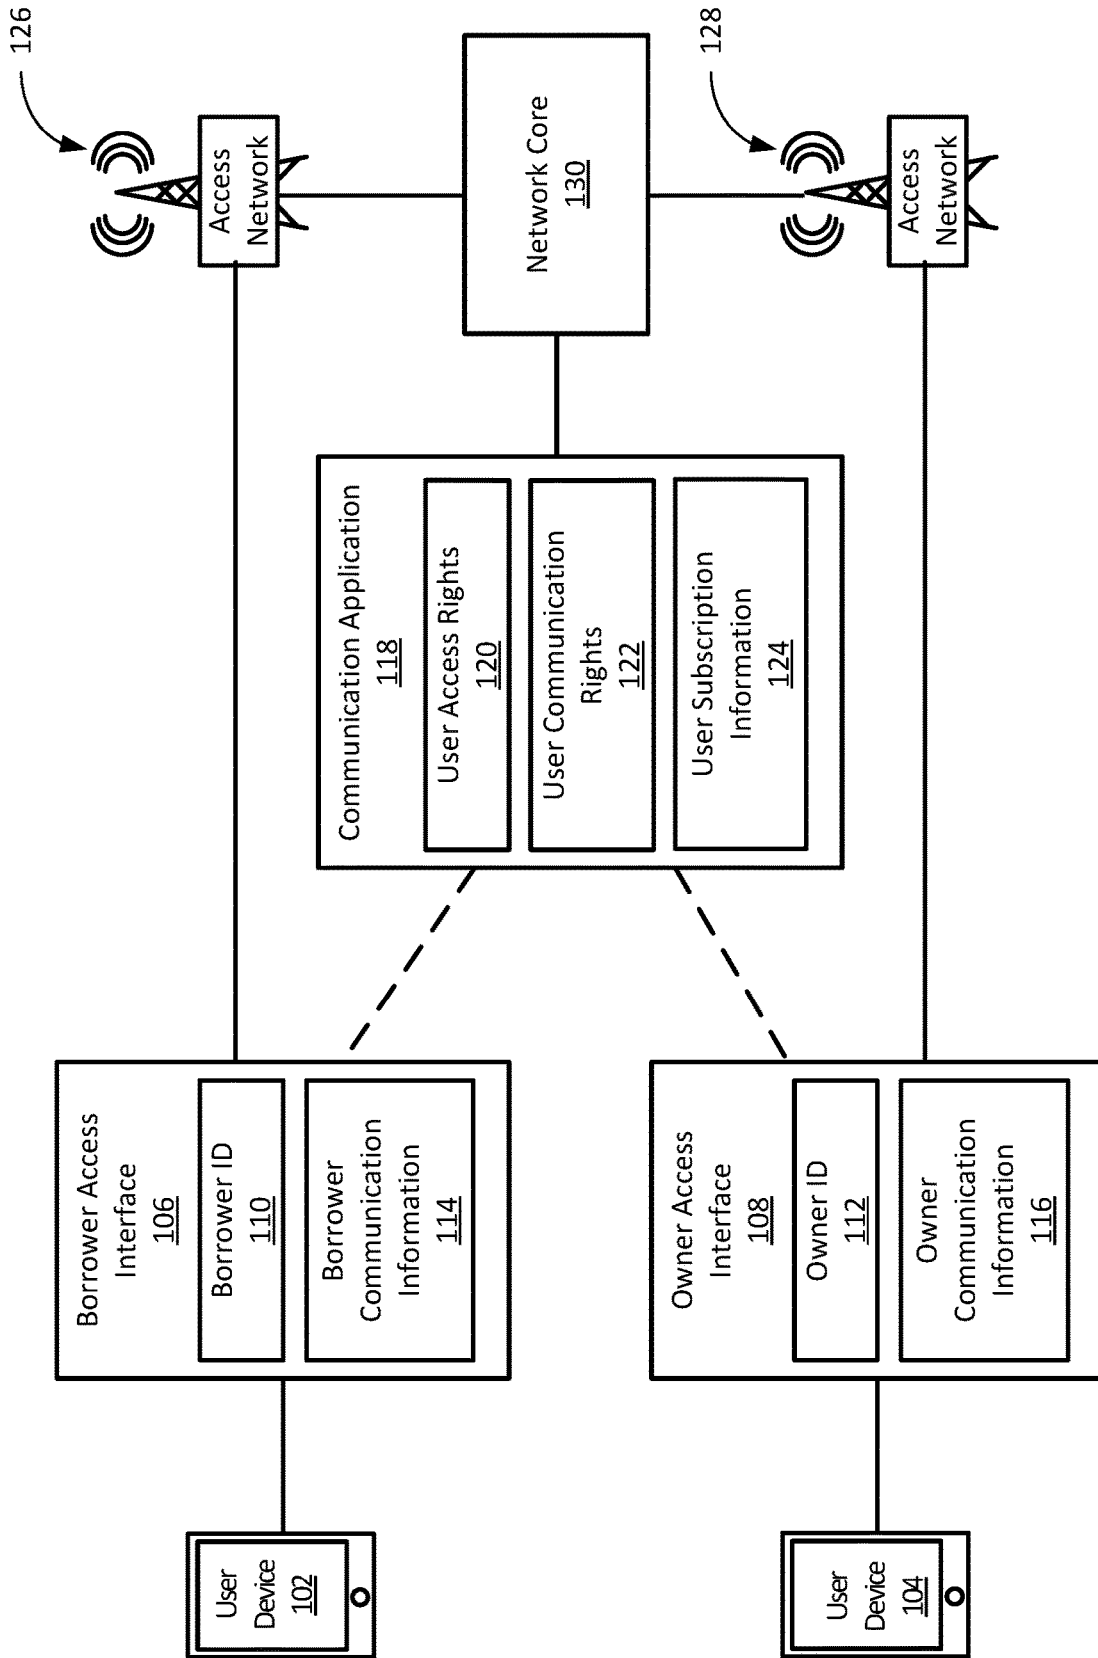 User
Device
102
Borrower Access
Interface
106
Borrower ID
110
Borrower
Communication
Information
114
Communication Application
118
User Access Rights
120
User Communication
Rights
122
User Subscription
Information
124
Access
Network
126
Network Core
130
User
Device
104
Owner Access
Interface
108
Owner ID
112
Owner
Communication
Information
116
Access
Network
128